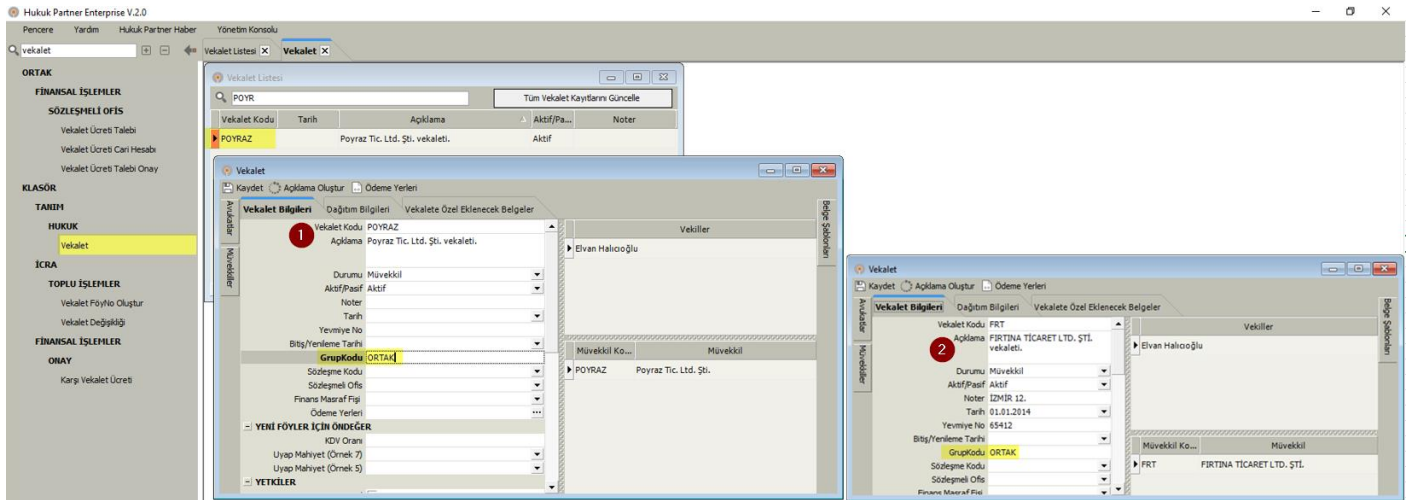 Hukuk Partner Enterprise V.2.0
Pencere Yardım Hukuk Partner Haber Yönetim Konsolu
vekalet
Vekalet Listesi Vekalet
ORTAK
FİNANSAL İŞLEMLER
SÖZLEŞMELİ OFİS
Vekalet Ücreti Talebi
Vekalet Ücreti Cari Hesabı
Vekalet Ücreti Talebi Onay
KLASÖR
TANIM
HUKUK
Vekalet
İCRA
TOPLU İŞLEMLER
Vekalet FöyNo Oluştur
Vekalet Değişikliği
FİNANSAL İŞLEMLER
ONAY
Karşı Vekalet Ücreti
Vekalet Listesi
POYR Tüm Vekalet Kayıtlarını Güncelle
Vekalet Kodu Tarih Açıklama Aktif/Pa... Noter
POYRAZ Poyraz Tic. Ltd. Şti. vekaleti. Aktif
Vekalet
Kaydet Açıklama Oluştur Ödeme Yerleri
Avukatlar
Müvekkiller
Vekalet Bilgileri Dağıtım Bilgileri Vekalete Özel Eklenecek Belgeler
Belge Şablonları
1
Vekalet Kodu POYRAZ
Açıklama Poyraz Tic. Ltd. Şti. vekaleti.
Durumu Müvekkil
Aktif/Pasif Aktif
Noter
Tarih
Yevmiye No
Bitiş/Yenileme Tarihi
GrupKodu ORTAK
Sözleşme Kodu
Sözleşmeli Ofis
Finans Masraf Fişi
Ödeme Yerleri ...
YENİ FÖYLER İÇİN ÖNDEĞER
KDV Oranı
Uyap Mahiyet (Örnek 7)
Uyap Mahiyet (Örnek 5)
YETKİLER
Vekiller
Elvan Halıcıoğlu
Müvekkil Ko... Müvekkil
POYRAZ Poyraz Tic. Ltd. Şti.
Vekalet
Kaydet Açıklama Oluştur Ödeme Yerleri
Avukatlar
Müvekkiller
Vekalet Bilgileri Dağıtım Bilgileri Vekalete Özel Eklenecek Belgeler
Belge Şablonları
2
Vekalet Kodu FRT
Açıklama FIRTINA TİCARET LTD. ŞTİ.
vekaleti.
Durumu Müvekkil
Aktif/Pasif Aktif
Noter İZMİR 12.
Tarih 01.01.2014
Yevmiye No 65412
Bitiş/Yenileme Tarihi
GrupKodu ORTAK
Sözleşme Kodu
Sözleşmeli Ofis
Finans Masraf Fişi
Vekiller
Elvan Halıcıoğlu
Müvekkil Ko... Müvekkil
FRT FIRTINA TİCARET LTD. ŞTİ.